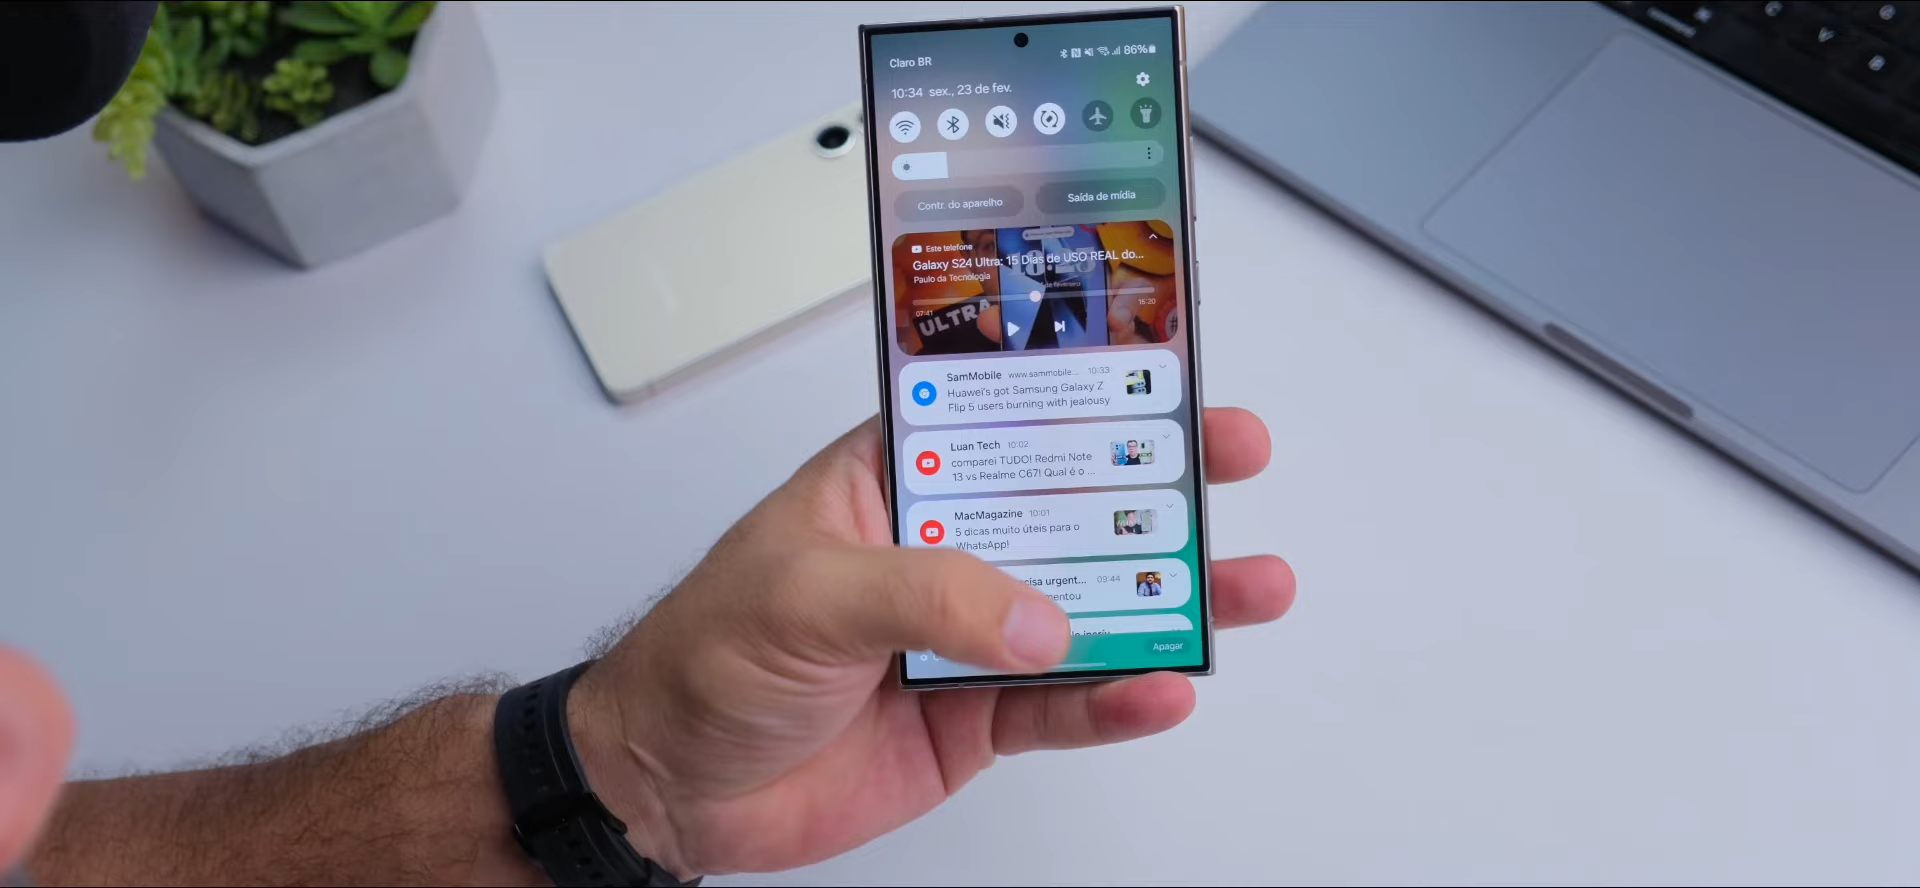 Claro BR
86%
10:34 sex., 23 de fev.
Contr. do aparelho
Saída de mídia
Este telefone
Galaxy S24 Ultra: 15 Dias de USO REAL do...
Paulo da Tecnologia
07:41
15:20
ULTRA
SamMobile www.sammobile... 10:33
Huawei's got Samsung Galaxy Z
Flip 5 users burning with jealousy
Luan Tech 10:02
comparei TUDO! Redmi Note
13 vs Realme C67! Qual é o ...
MacMagazine 10:01
5 dicas muito úteis para o
WhatsApp!
urgent... 09:44
Apagar